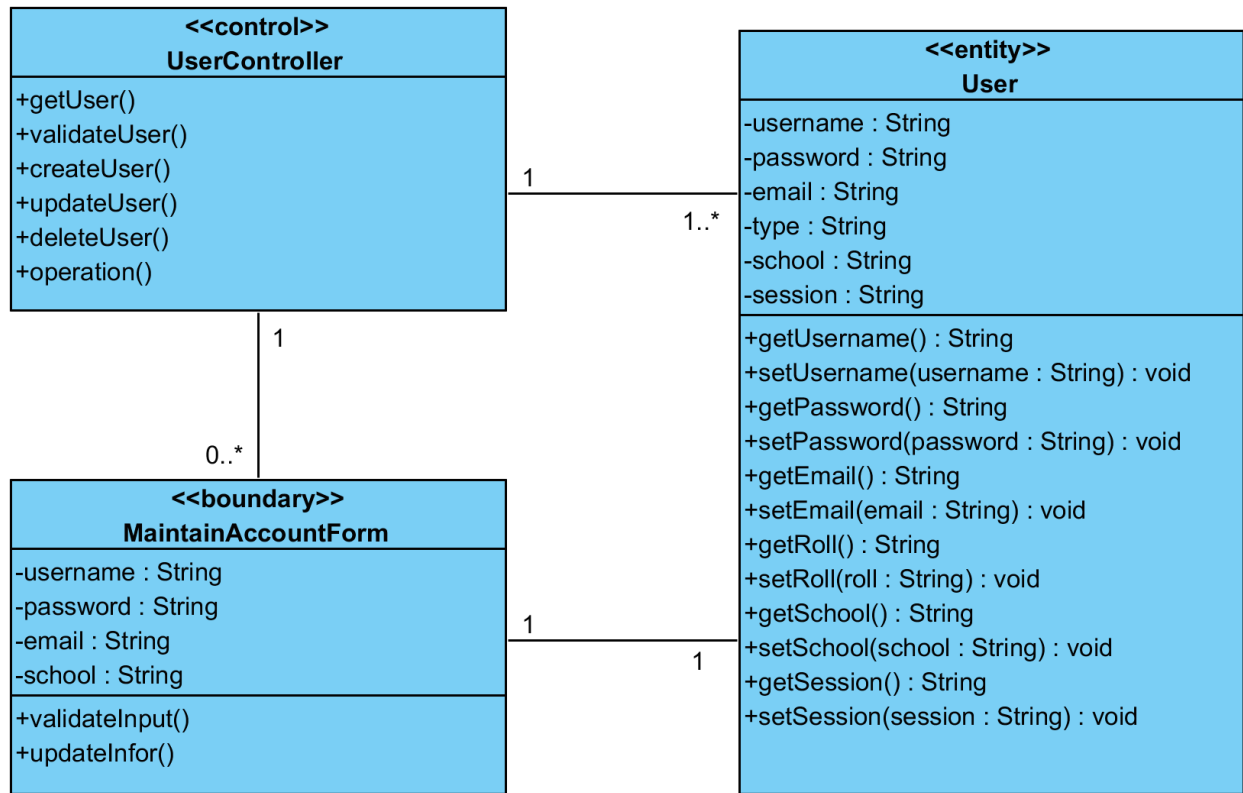 <<control>>
UserController
+getUser()
+validateUser()
+createUser()
+updateUser()
+deleteUser()
+operation()
1
1..*
<<entity>>
User
-username : String
-password : String
-email : String
-type : String
-school : String
-session : String
+getUsername() : String
+setUsername(username : String) : void
+getPassword() : String
+setPassword(password : String) : void
+getEmail() : String
+setEmail(email : String) : void
+getRoll() : String
+setRoll(roll : String) : void
+getSchool() : String
+setSchool(school : String) : void
+getSession() : String
+setSession(session : String) : void
1
0..*
<<boundary>>
MaintainAccountForm
-username : String
-password : String
-email : String
-school : String
+validateInput()
+updateInfor()
1
1